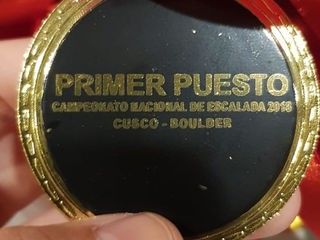 PRIMER PUESTO
CAMPEONATO NACIONAL DE ESCALADA 2018
CUSCO - BOULDER